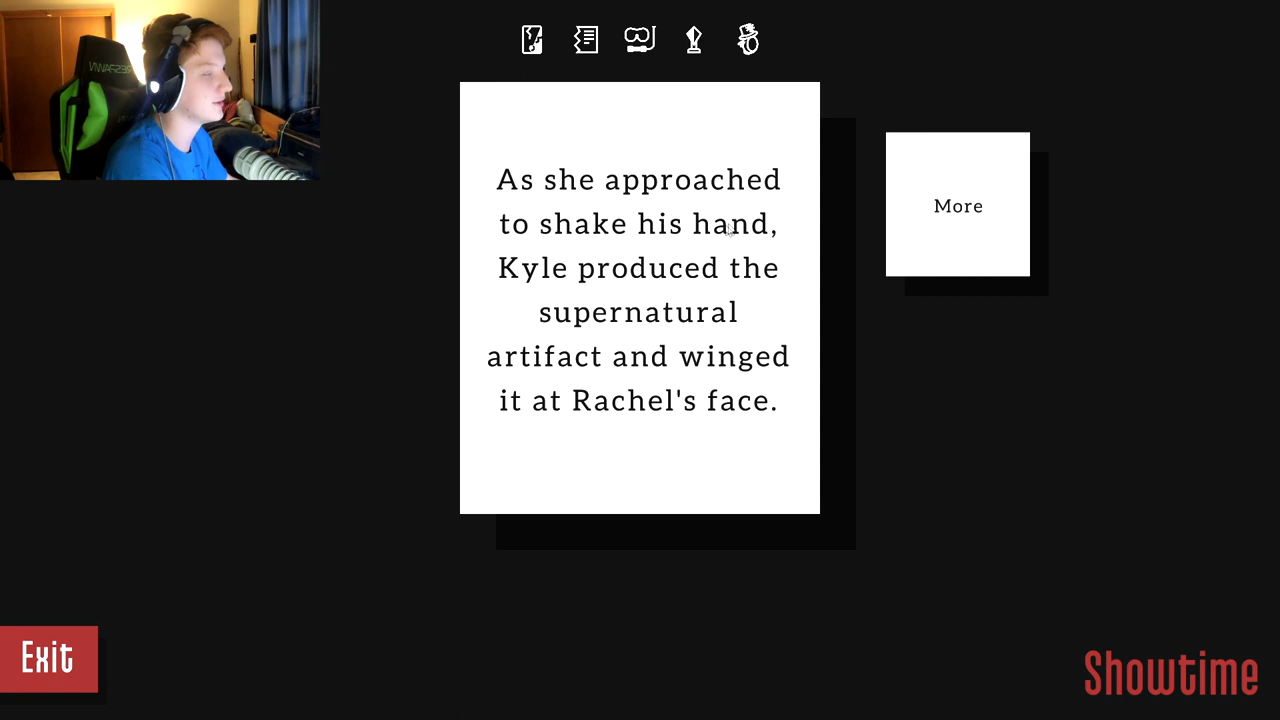 As she approached
to shake his hand,
Kyle produced the
supernatural
artifact and winged
it at Rachel's face.
More
Exit
Showtime